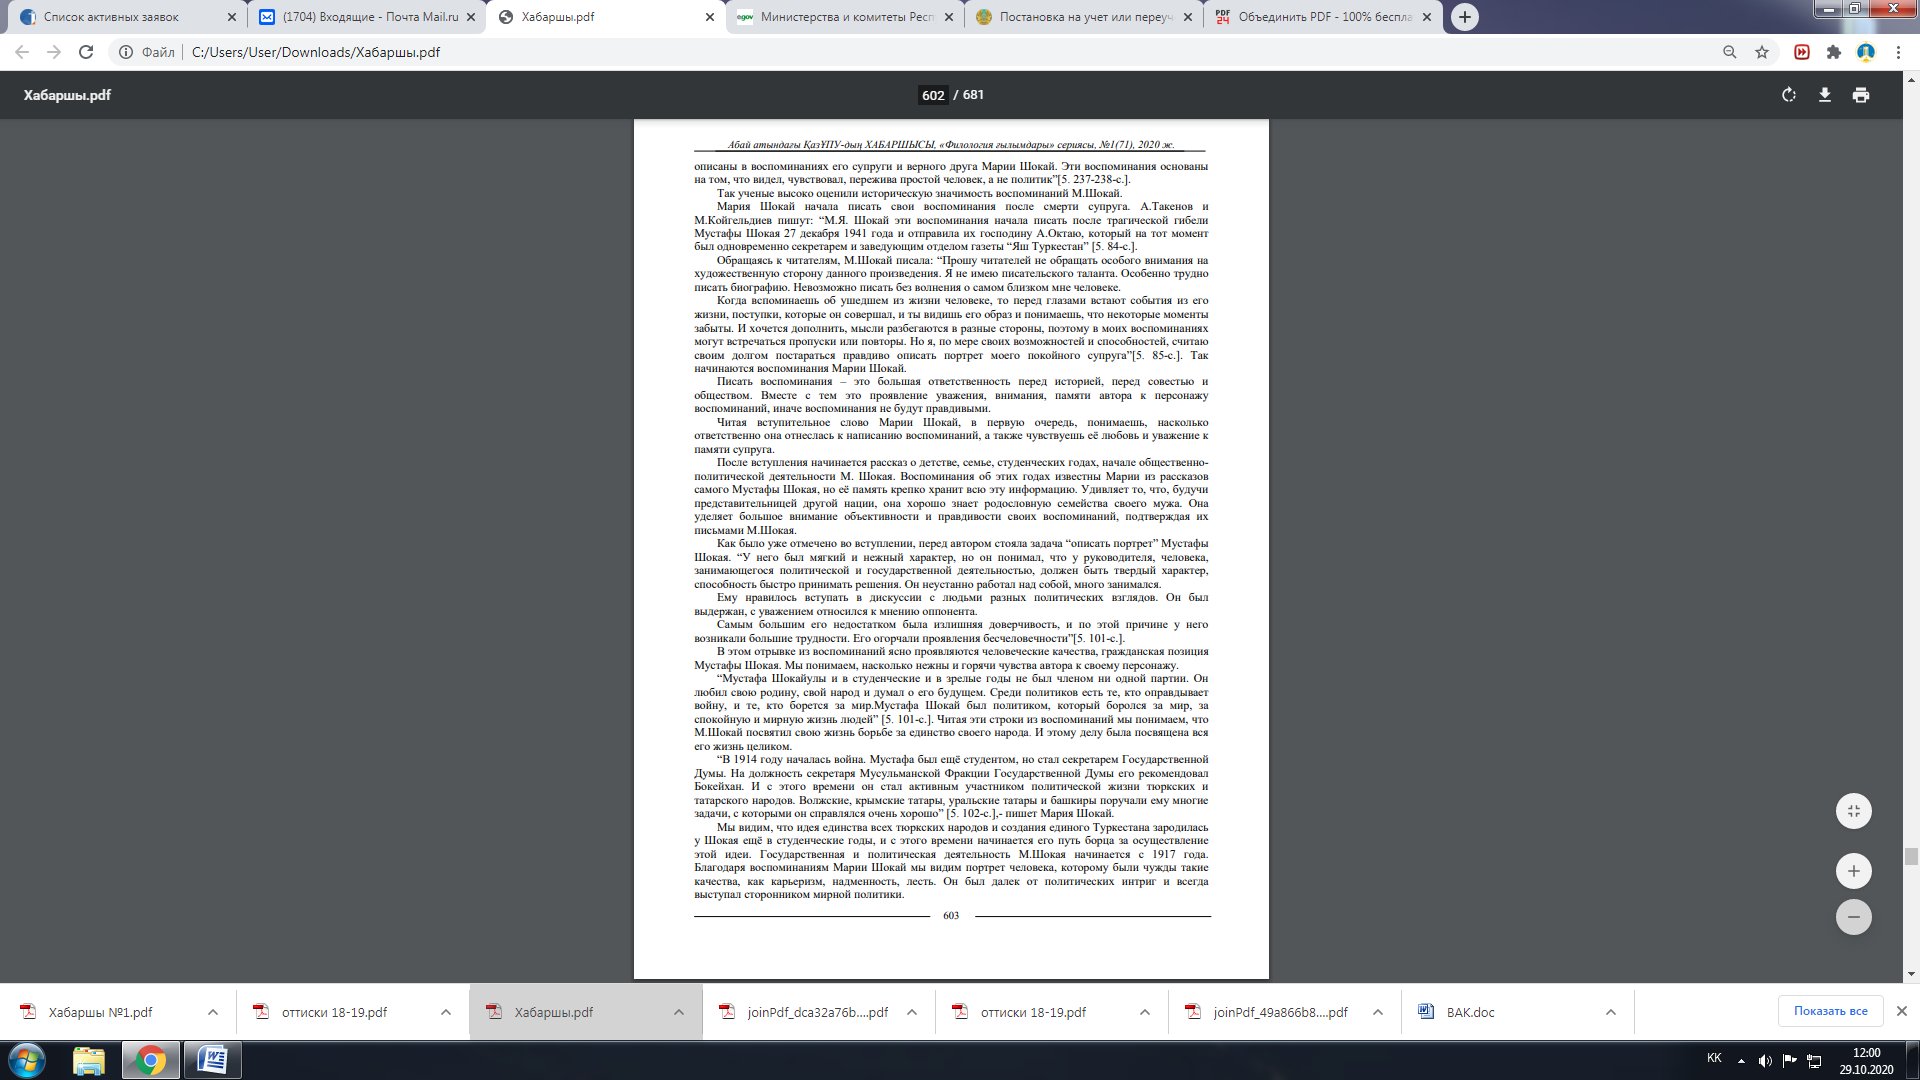 Список активных заявок
(1704) Входящие - Почта Mail.ru
Хабаршы.pdf
Министерства и комитеты Респ
Постановка на учет или переуч
Объединить PDF - 100% беспла
Файл
C:/Users/User/Downloads/Хабаршы.pdf
Хабаршы.pdf
602 / 681
Абай атындағы ҚазҰПУ-дың ХАБАРШЫСЫ, «Филология ғылымдары» сериясы, №1(71), 2020 ж.
описаны в воспоминаниях его супруги и верного друга Марии Шокай. Эти воспоминания основаны
на том, что видел, чувствовал, пережива простой человек, а не политик”[5. 237-238-с.].
Так ученые высоко оценили историческую значимость воспоминаний М.Шокай.
Мария Шокай начала писать свои воспоминания после смерти супруга. А.Такенов и
М.Койгельдиев пишут: “М.Я. Шокай эти воспоминания начала писать после трагической гибели
Мустафы Шокая 27 декабря 1941 года и отправила их господину А.Октаю, который на тот момент
был одновременно секретарем и заведующим отделом газеты “Яш Туркестан” [5. 84-с.].
Обращаясь к читателям, М.Шокай писала: “Прошу читателей не обращать особого внимания на
художественную сторону данного произведения. Я не имею писательского таланта. Особенно трудно
писать биографию. Невозможно писать без волнения о самом близком мне человеке.
Когда вспоминаешь об ушедшем из жизни человеке, то перед глазами встают события из его
жизни, поступки, которые он совершал, и ты видишь его образ и понимаешь, что некоторые моменты
забыты. И хочется дополнить, мысли разбегаются в разные стороны, поэтому в моих воспоминаниях
могут встречаться пропуски или повторы. Но я, по мере своих возможностей и способностей, считаю
своим долгом постараться правдиво описать портрет моего покойного супруга”[5. 85-с.]. Так
начинаются воспоминания Марии Шокай.
Писать воспоминания – это большая ответственность перед историей, перед совестью и
обществом. Вместе с тем это проявление уважения, внимания, памяти автора к персонажу
воспоминаний, иначе воспоминания не будут правдивыми.
Читая вступительное слово Марии Шокай, в первую очередь, понимаешь, насколько
ответственно она отнеслась к написанию воспоминаний, а также чувствуешь её любовь и уважение к
памяти супруга.
После вступления начинается рассказ о детстве, семье, студенческих годах, начале общественно-
политической деятельности М. Шокая. Воспоминания об этих годах известны Марии из рассказов
самого Мустафы Шокая, но её память крепко хранит всю эту информацию. Удивляет то, что, будучи
представительницей другой нации, она хорошо знает родословную семейства своего мужа. Она
уделяет большое внимание объективности и правдивости своих воспоминаний, подтверждая их
письмами М.Шокая.
Как было уже отмечено во вступлении, перед автором стояла задача “описать портрет” Мустафы
Шокая. “У него был мягкий и нежный характер, но он понимал, что у руководителя, человека,
занимающегося политической и государственной деятельностью, должен быть твердый характер,
способность быстро принимать решения. Он неустанно работал над собой, много занимался.
Ему нравилось вступать в дискуссии с людьми разных политических взглядов. Он был
выдержан, с уважением относился к мнению оппонента.
Самым большим его недостатком была излишняя доверчивость, и по этой причине у него
возникали большие трудности. Его огорчали проявления бесчеловечности”[5. 101-с.].
В этом отрывке из воспоминаний ясно проявляются человеческие качества, гражданская позиция
Мустафы Шокая. Мы понимаем, насколько нежны и горячи чувства автора к своему персонажу.
“Мустафа Шокайулы и в студенческие и в зрелые годы не был членом ни одной партии. Он
любил свою родину, свой народ и думал о его будущем. Среди политиков есть те, кто оправдывает
войну, и те, кто борется за мир.Мустафа Шокай был политиком, который боролся за мир, за
спокойную и мирную жизнь людей” [5. 101-с.]. Читая эти строки из воспоминаний мы понимаем, что
М.Шокай посвятил свою жизнь борьбе за единство своего народа. И этому делу была посвящена вся
его жизнь целиком.
“В 1914 году началась война. Мустафа был ещё студентом, но стал секретарем Государственной
Думы. На должность секретаря Мусульманской Фракции Государственной Думы его рекомендовал
Бокейхан. И с этого времени он стал активным участником политической жизни тюркских и
татарского народов. Волжские, крымские татары, уральские татары и башкиры поручали ему многие
задачи, с которыми он справлялся очень хорошо” [5. 102-с.],- пишет Мария Шокай.
Мы видим, что идея единства всех тюркских народов и создания единого Туркестана зародилась
у Шокая ещё в студенческие годы, и с этого времени начинается его путь борца за осуществление
этой идеи. Государственная и политическая деятельность М.Шокая начинается с 1917 года.
Благодаря воспоминаниям Марии Шокай мы видим портрет человека, которому были чужды такие
качества, как карьеризм, надменность, лесть. Он был далек от политических интриг и всегда
выступал сторонником мирной политики.
603
Хабаршы №1.pdf
оттиски 18-19.pdf
Хабаршы.pdf
joinPdf_dca32a76b....pdf
оттиски 18-19.pdf
joinPdf_49a866b8....pdf
ВАК.doc
Показать все
KK
12:00
29.10.2020